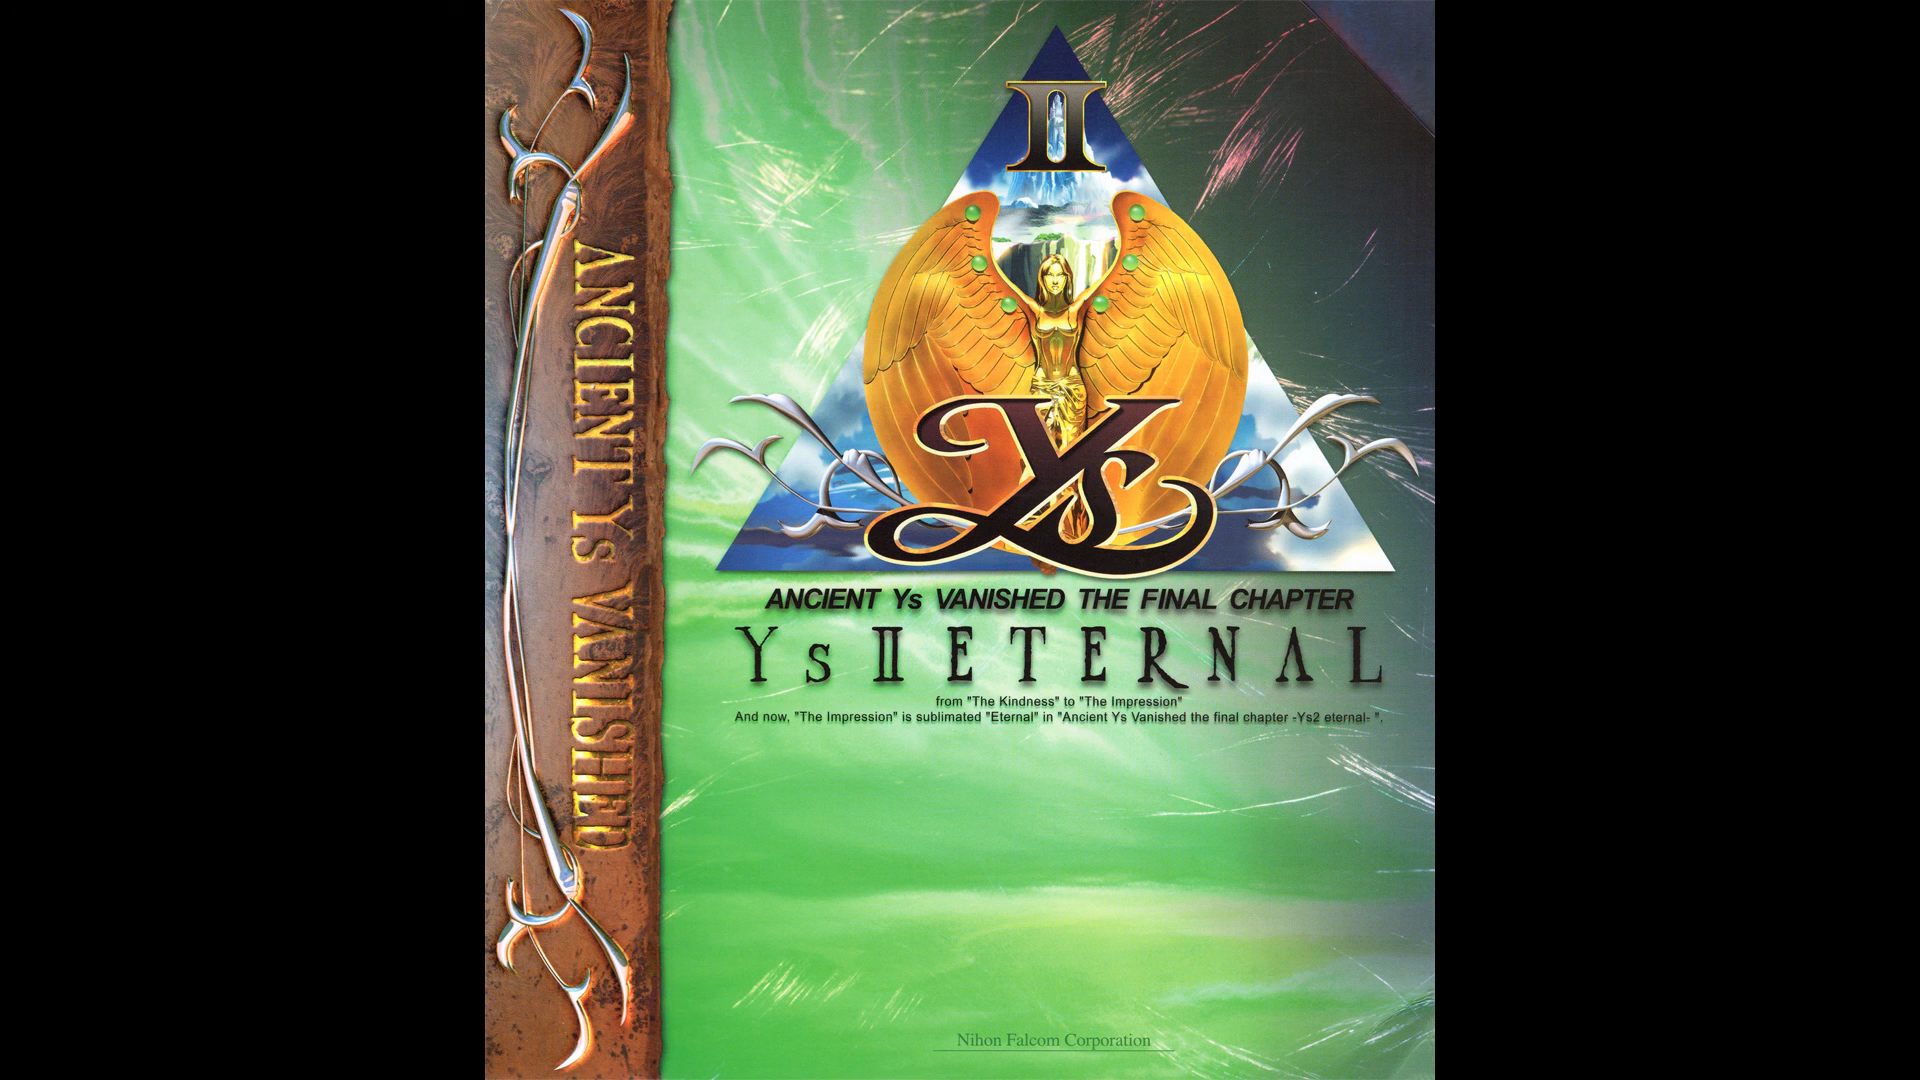 ANCIENT Ys VANISHED
II
Ys
ANCIENT Ys VANISHED THE FINAL CHAPTER
Ys II ETERNAL
from "The Kindness" to "The Impression"
And now, "The Impression" is sublimated "Eternal" in "Ancient Ys Vanished the final chapter -Ys2 eternal- ".
Nihon Falcom Corporation